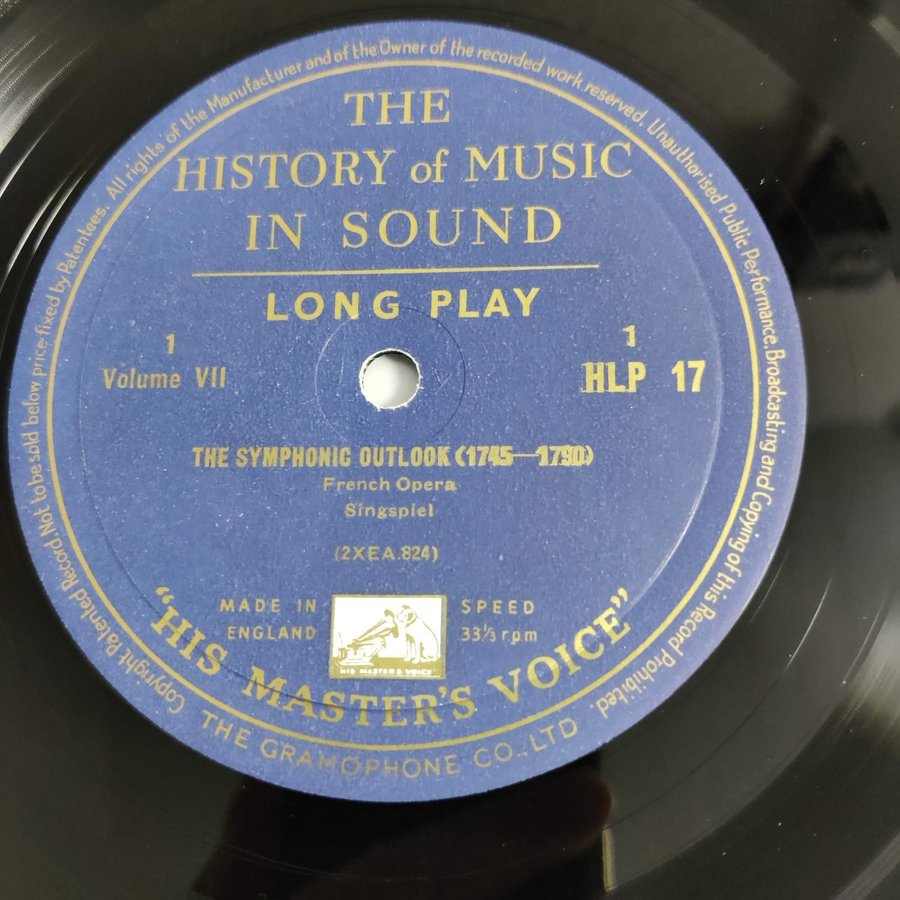 THE
HISTORY of MUSIC
IN SOUND
LONG PLAY
1
Volume VII
1
HLP 17
THE SYMPHONIC OUTLOOK (1745—1790)
French Opera
Singspiel
(2XEA.824)
MADE IN
ENGLAND
SPEED
33⅓ rpm
HIS MASTER'S VOICE
"HIS MASTER'S VOICE"
THE GRAMOPHONE CO., LTD.
Copyright Patented Record. Not to be sold below price fixed by Patentees. All rights of the Manufacturer and of the Owner of the recorded work reserved. Unauthorised Public Performance, Broadcasting and Copying of this Record Prohibited.